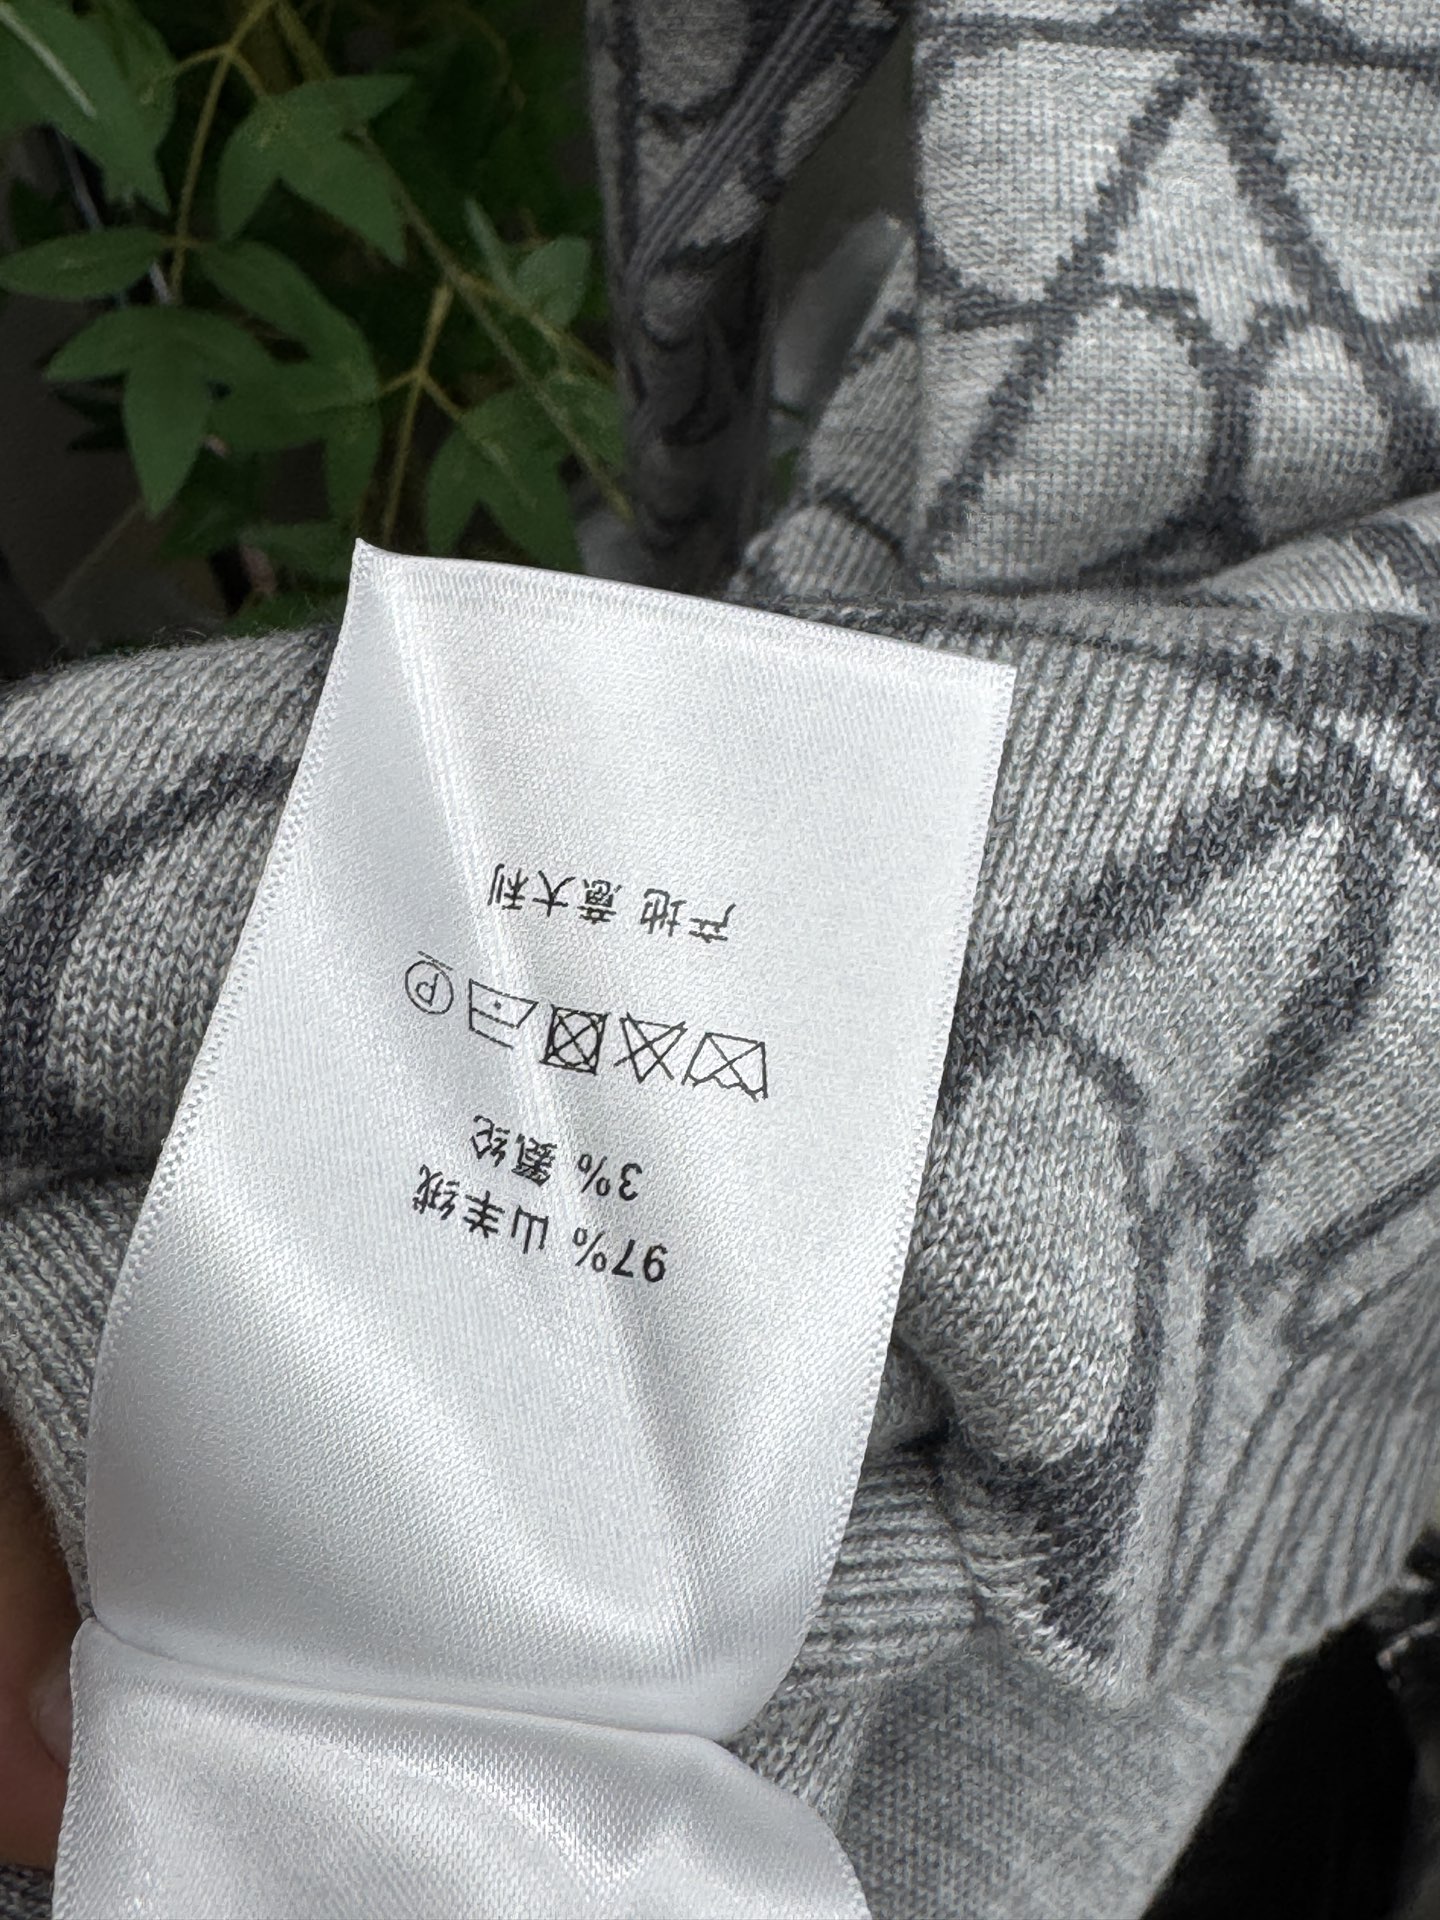 97% 山羊绒
3% 氨纶
P
产地 意大利